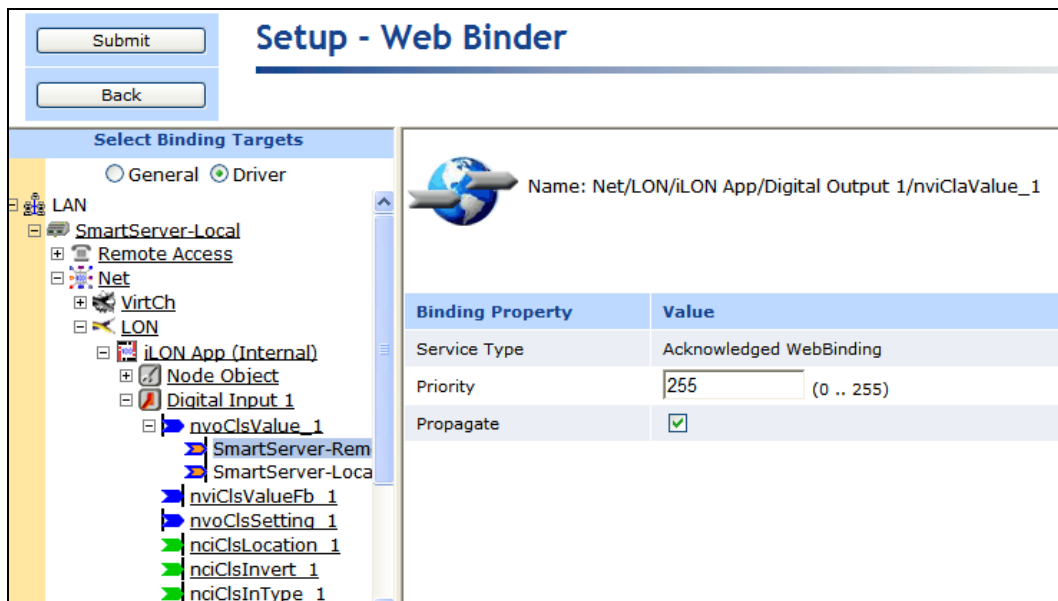 Submit
Setup - Web Binder
Back
Select Binding Targets
General Driver
LAN
SmartServer-Local
Remote Access
Net
VirtCh
LON
iLON App (Internal)
Node Object
Digital Input 1
nvoClsValue_1
SmartServer-Rem
SmartServer-Loca
nviClsValueFb_1
nvoClsSetting_1
nciClsLocation_1
nciClsInvert_1
nciClsInType_1
Name: Net/LON/iLON App/Digital Output 1/nviClaValue_1
Binding Property Value
Service Type Acknowledged WebBinding
Priority 255 (0 .. 255)
Propagate